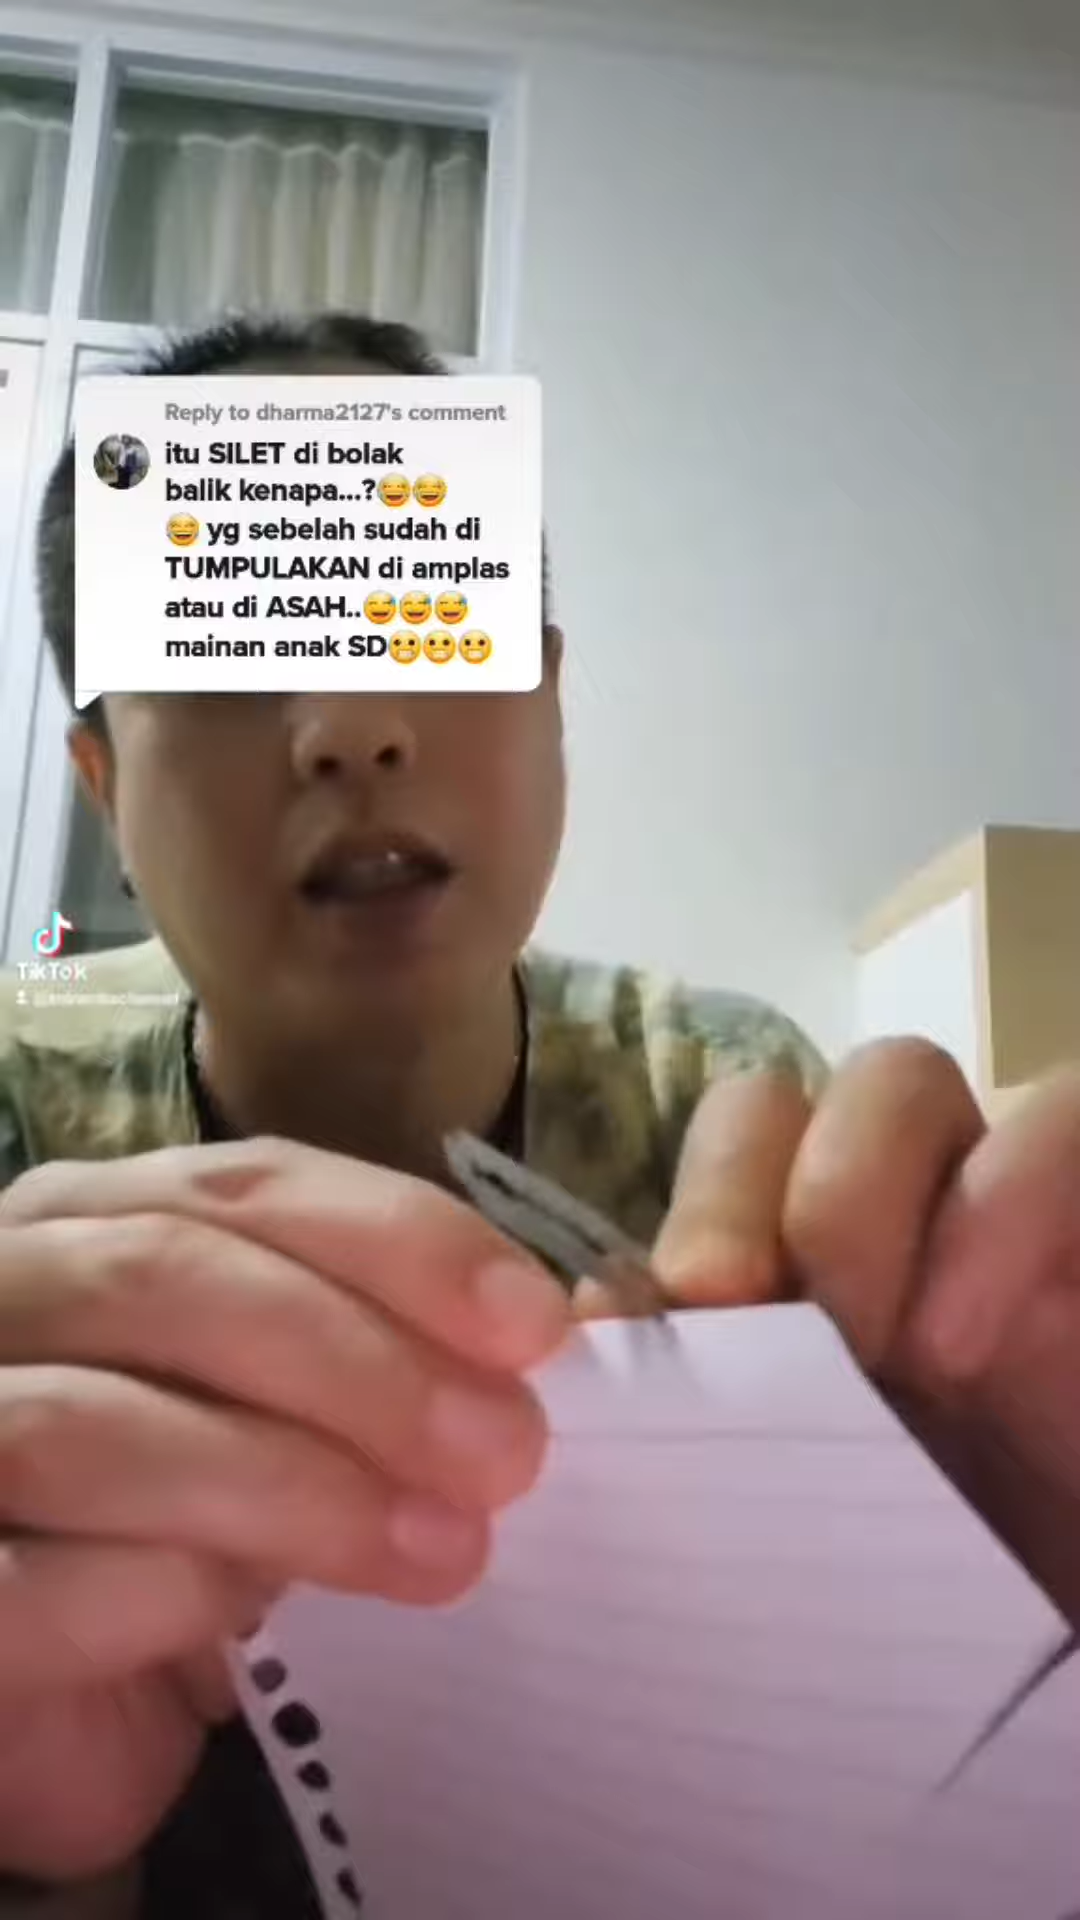 Reply to dharma2127's comment
itu SILET di bolak
balik kenapa...?😂😂
😂 yg sebelah sudah di
TUMPULAKAN di amplas
atau di ASAH..😅😅😅
mainan anak SD😬😬😬
TikTok